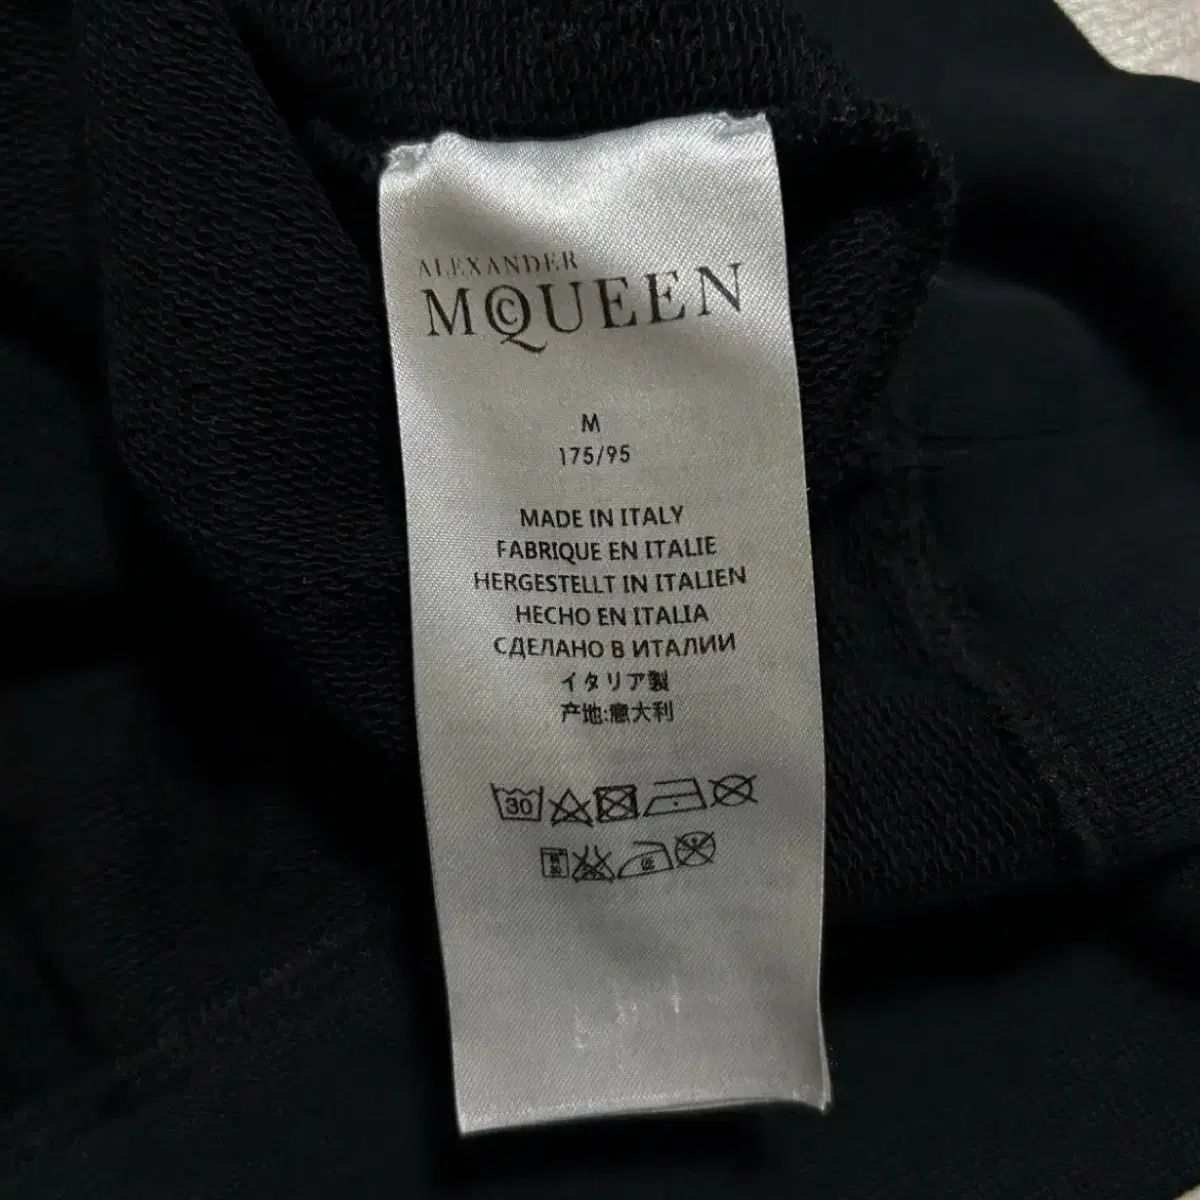 ALEXANDER
MCQUEEN
M
175/95
MADE IN ITALY
FABRIQUE EN ITALIE
HERGESTELLT IN ITALIEN
HECHO EN ITALIA
СДЕЛАНО В ИТАЛИИ
イタリア製
产地:意大利
30